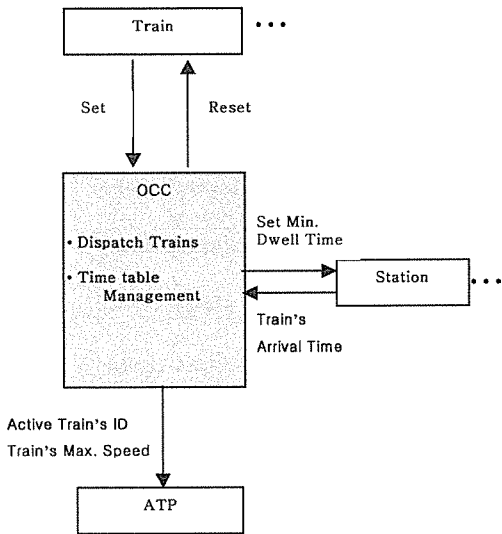 Train
• • •
Set
Reset
OCC
• Dispatch Trains
• Time table
Management
Set Min.
Dwell Time
Station
• • •
Train's
Arrival Time
Active Train's ID
Train's Max. Speed
ATP